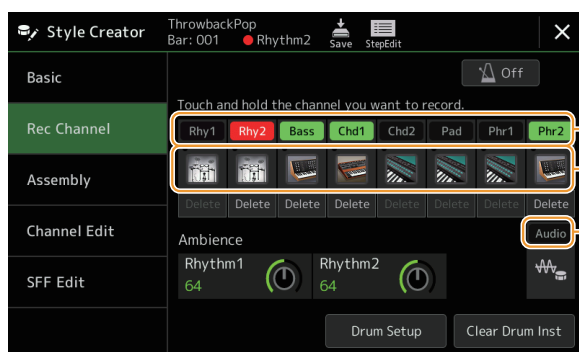 Style Creator
ThrowbackPop
Bar: 001 Rhythm2
Save StepEdit
Basic
Off
Touch and hold the channel you want to record.
Rec Channel
Rhy1 Rhy2 Bass Chd1 Chd2 Pad Phr1 Phr2
Assembly
Delete Delete Delete Delete Delete Delete Delete Delete
Channel Edit
Ambience
Audio
Rhythm1 Rhythm2
64 64
SFF Edit
Drum Setup Clear Drum Inst